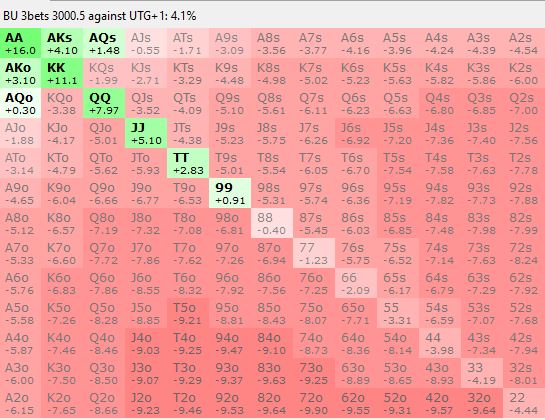 BU 3bets 3000.5 against UTG+1: 4.1%
AA AKs AQs AJs ATs A9s A8s A7s A6s A5s A4s A3s A2s
+16.0 +4.10 +1.48 -0.55 -1.71 -3.09 -3.56 -3.77 -4.16 -3.96 -4.24 -4.39 -4.54
AKo KK KQs KJs KTs K9s K8s K7s K6s K5s K4s K3s K2s
+3.10 +11.1 -1.99 -2.71 -3.29 -4.48 -4.98 -5.02 -5.23 -5.63 -5.82 -5.86 -6.00
AQo KQo QQ QJs QTs Q9s Q8s Q7s Q6s Q5s Q4s Q3s Q2s
+0.30 -3.38 +7.97 -3.52 -4.09 -5.10 -5.61 -6.11 -6.23 -6.63 -6.80 -6.85 -7.00
AJo KJo QJo JJ JTs J9s J8s J7s J6s J5s J4s J3s J2s
-1.88 -4.17 -5.01 +5.10 -4.38 -5.23 -5.75 -6.26 -6.92 -7.20 -7.36 -7.40 -7.56
ATo KTo QTo JTo TT T9s T8s T7s T6s T5s T4s T3s T2s
-3.14 -4.79 -5.62 -5.93 +2.83 -5.01 -5.54 -6.05 -6.70 -7.54 -7.58 -7.63 -7.78
A9o K9o Q9o J9o T9o 99 98s 97s 96s 95s 94s 93s 92s
-4.65 -6.04 -6.66 -6.77 -6.53 +0.91 -5.31 -5.74 -6.36 -7.19 -7.82 -7.73 -7.88
A8o K8o Q8o J8o T8o 98o 88 87s 86s 85s 84s 83s 82s
-5.12 -6.57 -7.19 -7.32 -7.08 -6.81 -0.40 -5.45 -6.03 -6.85 -7.48 -7.98 -7.99
A7o K7o Q7o J7o T7o 97o 87o 77 76s 75s 74s 73s 72s
-5.33 -6.60 -7.72 -7.86 -7.62 -7.26 -6.94 -1.23 -5.75 -6.52 -7.14 -7.63 -8.24
A6o K6o Q6o J6o T6o 96o 86o 76o 66 65s 64s 63s 62s
-5.76 -6.83 -7.86 -8.55 -8.32 -7.92 -7.56 -7.25 -2.09 -6.17 -6.79 -7.29 -7.92
A5o K5o Q5o J5o T5o 95o 85o 75o 65o 55 54s 53s 52s
-5.58 -7.26 -8.28 -8.85 -9.21 -8.81 -8.43 -8.07 -7.71 -3.31 -6.59 -7.07 -7.68
A4o K4o Q4o J4o T4o 94o 84o 74o 64o 54o 44 43s 42s
-5.87 -7.46 -8.46 -9.03 -9.25 -9.47 -9.10 -8.73 -8.36 -8.14 -3.98 -7.34 -7.94
A3o K3o Q3o J3o T3o 93o 83o 73o 63o 53o 43o 33 32s
-6.00 -7.50 -8.50 -9.07 -9.29 -9.37 -9.63 -9.25 -8.89 -8.65 -8.93 -4.19 -8.01
A2o K2o Q2o J2o T2o 92o 82o 72o 62o 52o 42o 32o 22
-6.15 -7.65 -8.66 -9.23 -9.46 -9.53 -9.64 -9.90 -9.55 -9.31 -9.57 -9.64 -4.44